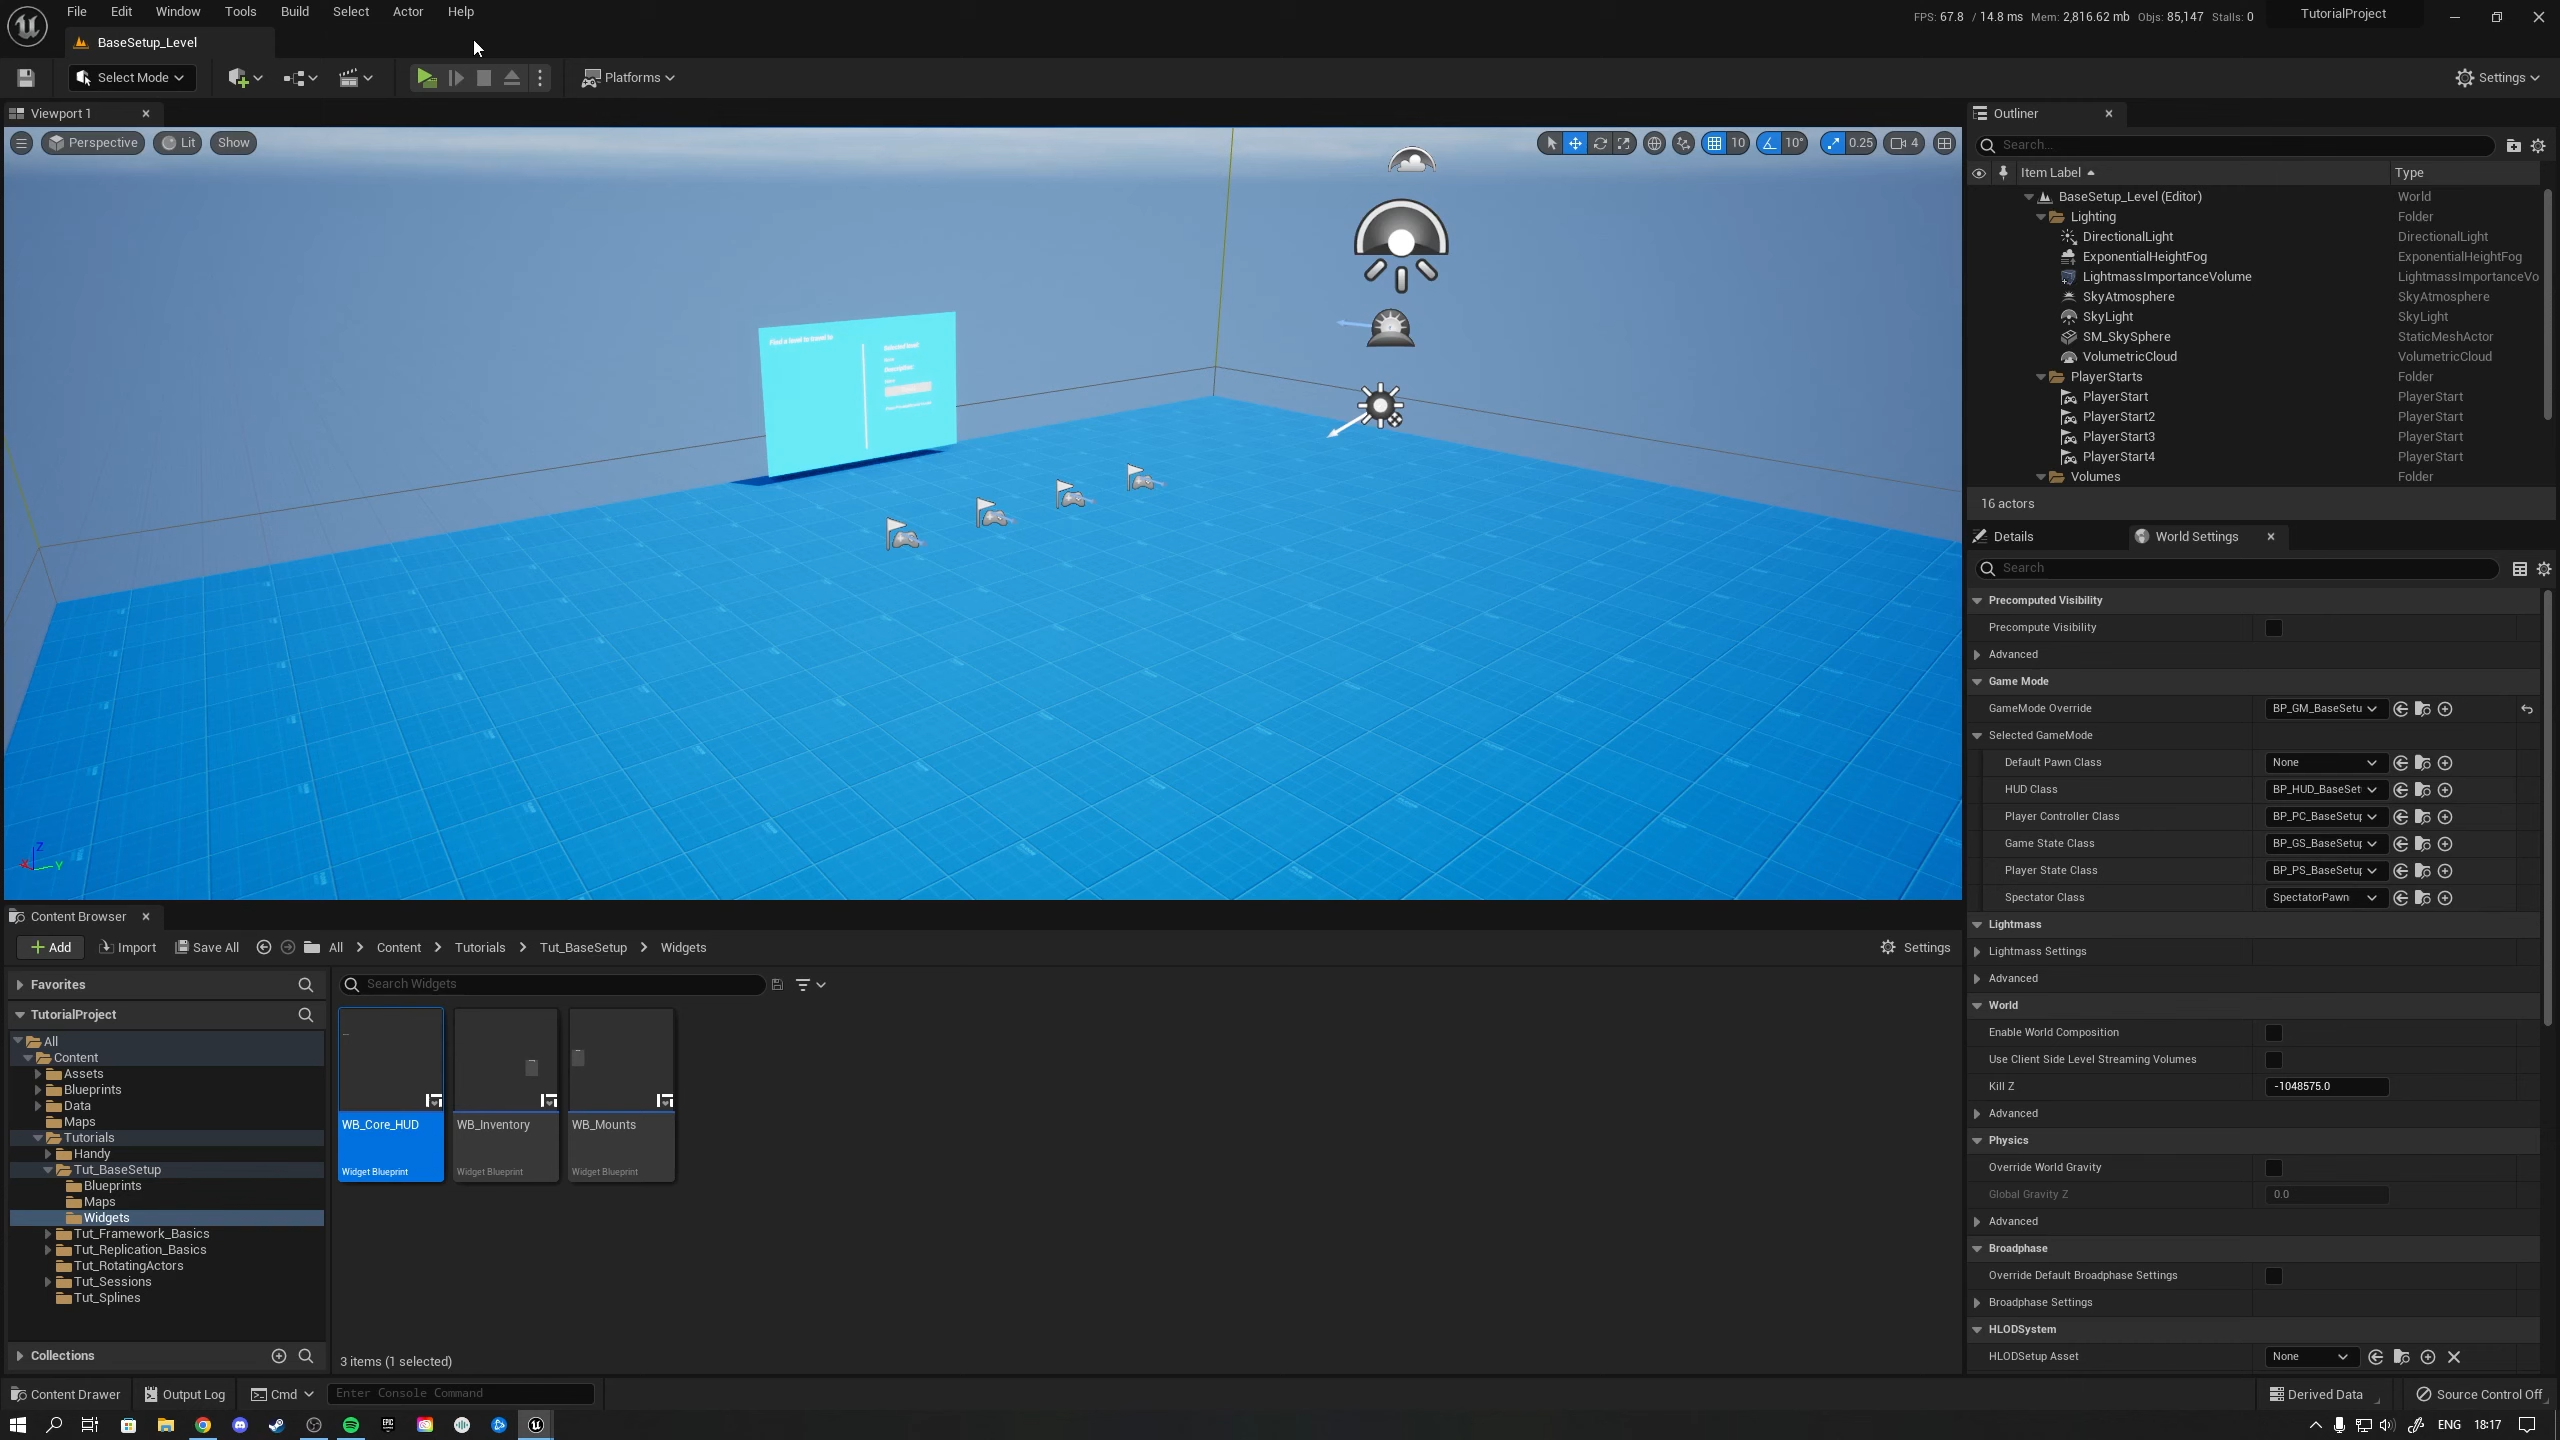 File Edit Window Tools Build Select Actor Help
FPS: 67.8 / 14.8 ms Mem: 2,816.62 mb Objs: 85,147 Stalls: 0
TutorialProject
BaseSetup_Level
Select Mode
Platforms
Settings
Viewport 1
Perspective Lit Show
10 10° 0.25 4
Find a level to travel to
Z
X
Y
Outliner
Search...
Item Label Type
BaseSetup_Level (Editor) World
Lighting Folder
DirectionalLight DirectionalLight
ExponentialHeightFog ExponentialHeightFog
LightmassImportanceVolume LightmassImportanceVo
SkyAtmosphere SkyAtmosphere
SkyLight SkyLight
SM_SkySphere StaticMeshActor
VolumetricCloud VolumetricCloud
PlayerStarts Folder
PlayerStart PlayerStart
PlayerStart2 PlayerStart
PlayerStart3 PlayerStart
PlayerStart4 PlayerStart
Volumes Folder
16 actors
Details World Settings
Search
Precomputed Visibility
Precompute Visibility
Advanced
Game Mode
GameMode Override BP_GM_BaseSetu
Selected GameMode
Default Pawn Class None
HUD Class BP_HUD_BaseSet
Player Controller Class BP_PC_BaseSetup
Game State Class BP_GS_BaseSetup
Player State Class BP_PS_BaseSetup
Spectator Class SpectatorPawn
Lightmass
Lightmass Settings
Advanced
World
Enable World Composition
Use Client Side Level Streaming Volumes
Kill Z -1048575.0
Advanced
Physics
Override World Gravity
Global Gravity Z 0.0
Advanced
Broadphase
Override Default Broadphase Settings
Broadphase Settings
HLODSystem
HLODSetup Asset None
Content Browser
Add Import Save All All Content Tutorials Tut_BaseSetup Widgets Settings
Favorites
Search Widgets
TutorialProject
All
Content
Assets
Blueprints
Data
Maps
Tutorials
Handy
Tut_BaseSetup
Blueprints
Maps
Widgets
Tut_Framework_Basics
Tut_Replication_Basics
Tut_RotatingActors
Tut_Sessions
Tut_Splines
Collections
WB_Core_HUD WB_Inventory WB_Mounts
Widget Blueprint Widget Blueprint Widget Blueprint
3 items (1 selected)
Content Drawer Output Log Cmd Enter Console Command
Derived Data Source Control Off
EPIC
ENG 18:17